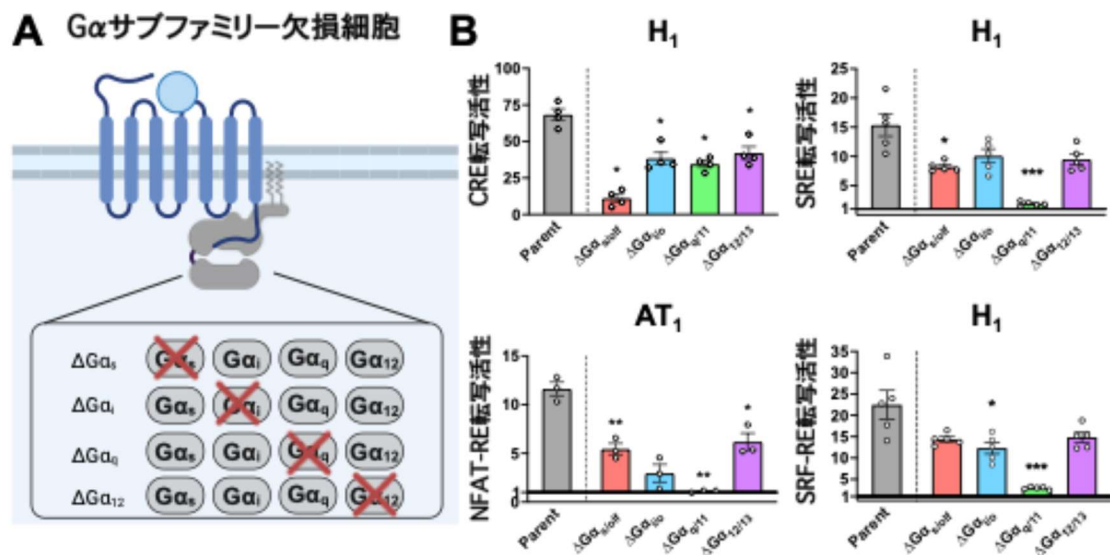 A Gαサブファミリー欠損細胞
ΔGαs Gαs Gαi Gαq Gα12
ΔGαi Gαs Gαi Gαq Gα12
ΔGαq Gαs Gαi Gαq Gα12
ΔGα12 Gαs Gαi Gαq Gα12
B
H1
CRE転写活性
100
75
50
25
0
* * * *
Parent ΔGαs/olf ΔGαi/o ΔGαq/11 ΔGα12/13
H1
SRE転写活性
25
20
15
10
5
1
* ***
Parent ΔGαs/olf ΔGαi/o ΔGαq/11 ΔGα12/13
AT1
NFAT-RE転写活性
15
10
5
1
** ** *
Parent ΔGαs/olf ΔGαi/o ΔGαq/11 ΔGα12/13
H1
SRF-RE転写活性
35
30
25
20
15
10
5
1
* ***
Parent ΔGαs/olf ΔGαi/o ΔGαq/11 ΔGα12/13